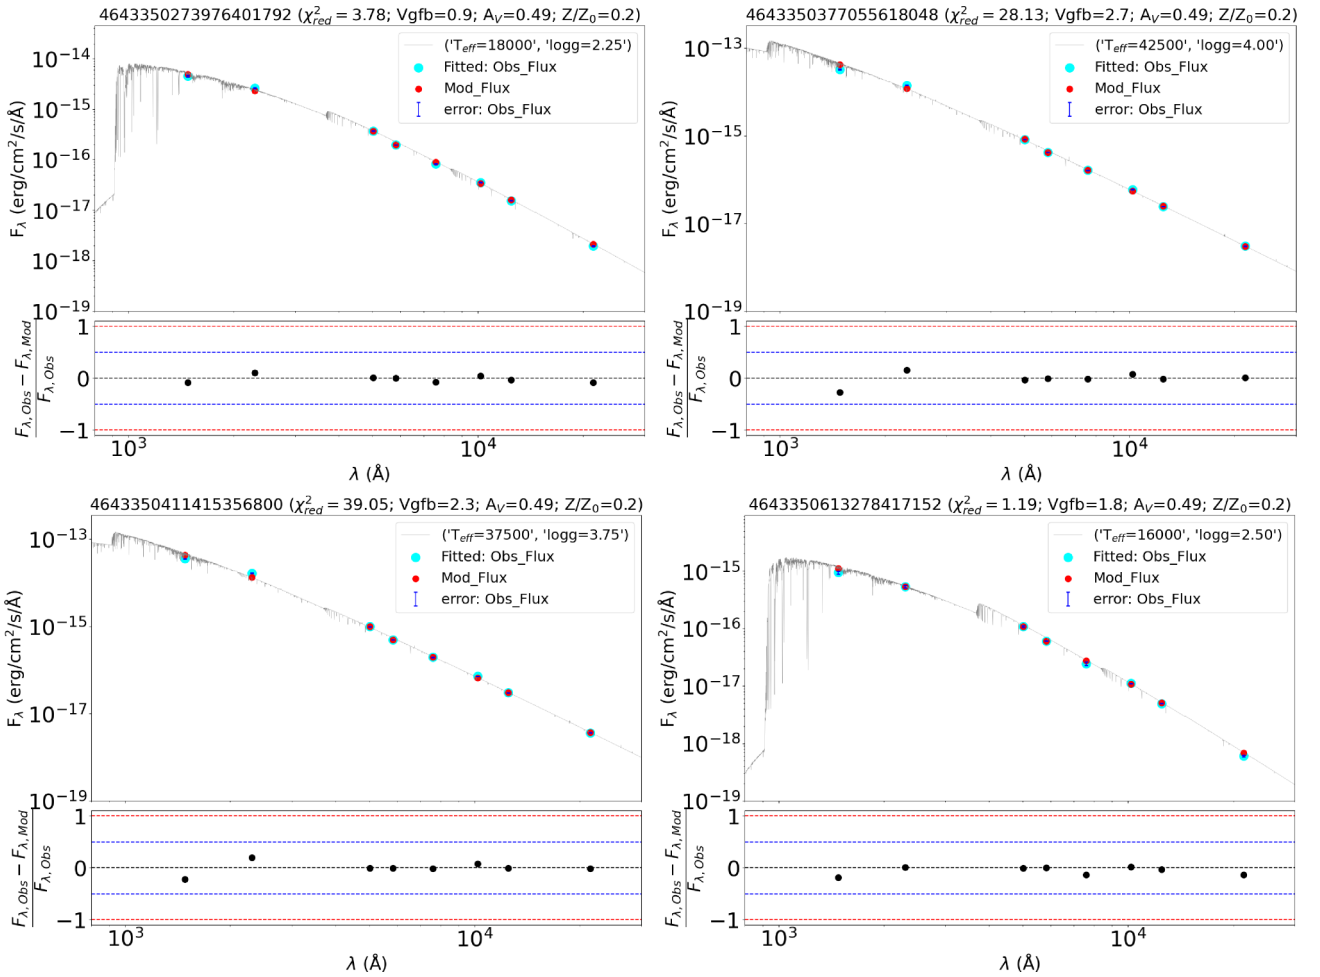 4643350273976401792 (χ²red = 3.78; Vgfb=0.9; AV=0.49; Z/Z0=0.2)
('Teff=18000', 'logg=2.25')
Fitted: Obs_Flux
Mod_Flux
error: Obs_Flux
Fλ (erg/cm²/s/Å)
10⁻¹⁴
10⁻¹⁵
10⁻¹⁶
10⁻¹⁷
10⁻¹⁸
10⁻¹⁹
Fλ,Obs − Fλ,Mod
Fλ,Obs
1
0
−1
10³
10⁴
λ (Å)
4643350377055618048 (χ²red = 28.13; Vgfb=2.7; AV=0.49; Z/Z0=0.2)
('Teff=42500', 'logg=4.00')
Fitted: Obs_Flux
Mod_Flux
error: Obs_Flux
Fλ (erg/cm²/s/Å)
10⁻¹³
10⁻¹⁵
10⁻¹⁷
10⁻¹⁹
Fλ,Obs − Fλ,Mod
Fλ,Obs
1
0
−1
10³
10⁴
λ (Å)
4643350411415356800 (χ²red = 39.05; Vgfb=2.3; AV=0.49; Z/Z0=0.2)
('Teff=37500', 'logg=3.75')
Fitted: Obs_Flux
Mod_Flux
error: Obs_Flux
Fλ (erg/cm²/s/Å)
10⁻¹³
10⁻¹⁵
10⁻¹⁷
10⁻¹⁹
Fλ,Obs − Fλ,Mod
Fλ,Obs
1
0
−1
10³
10⁴
λ (Å)
4643350613278417152 (χ²red = 1.19; Vgfb=1.8; AV=0.49; Z/Z0=0.2)
('Teff=16000', 'logg=2.50')
Fitted: Obs_Flux
Mod_Flux
error: Obs_Flux
Fλ (erg/cm²/s/Å)
10⁻¹⁵
10⁻¹⁶
10⁻¹⁷
10⁻¹⁸
10⁻¹⁹
Fλ,Obs − Fλ,Mod
Fλ,Obs
1
0
−1
10³
10⁴
λ (Å)